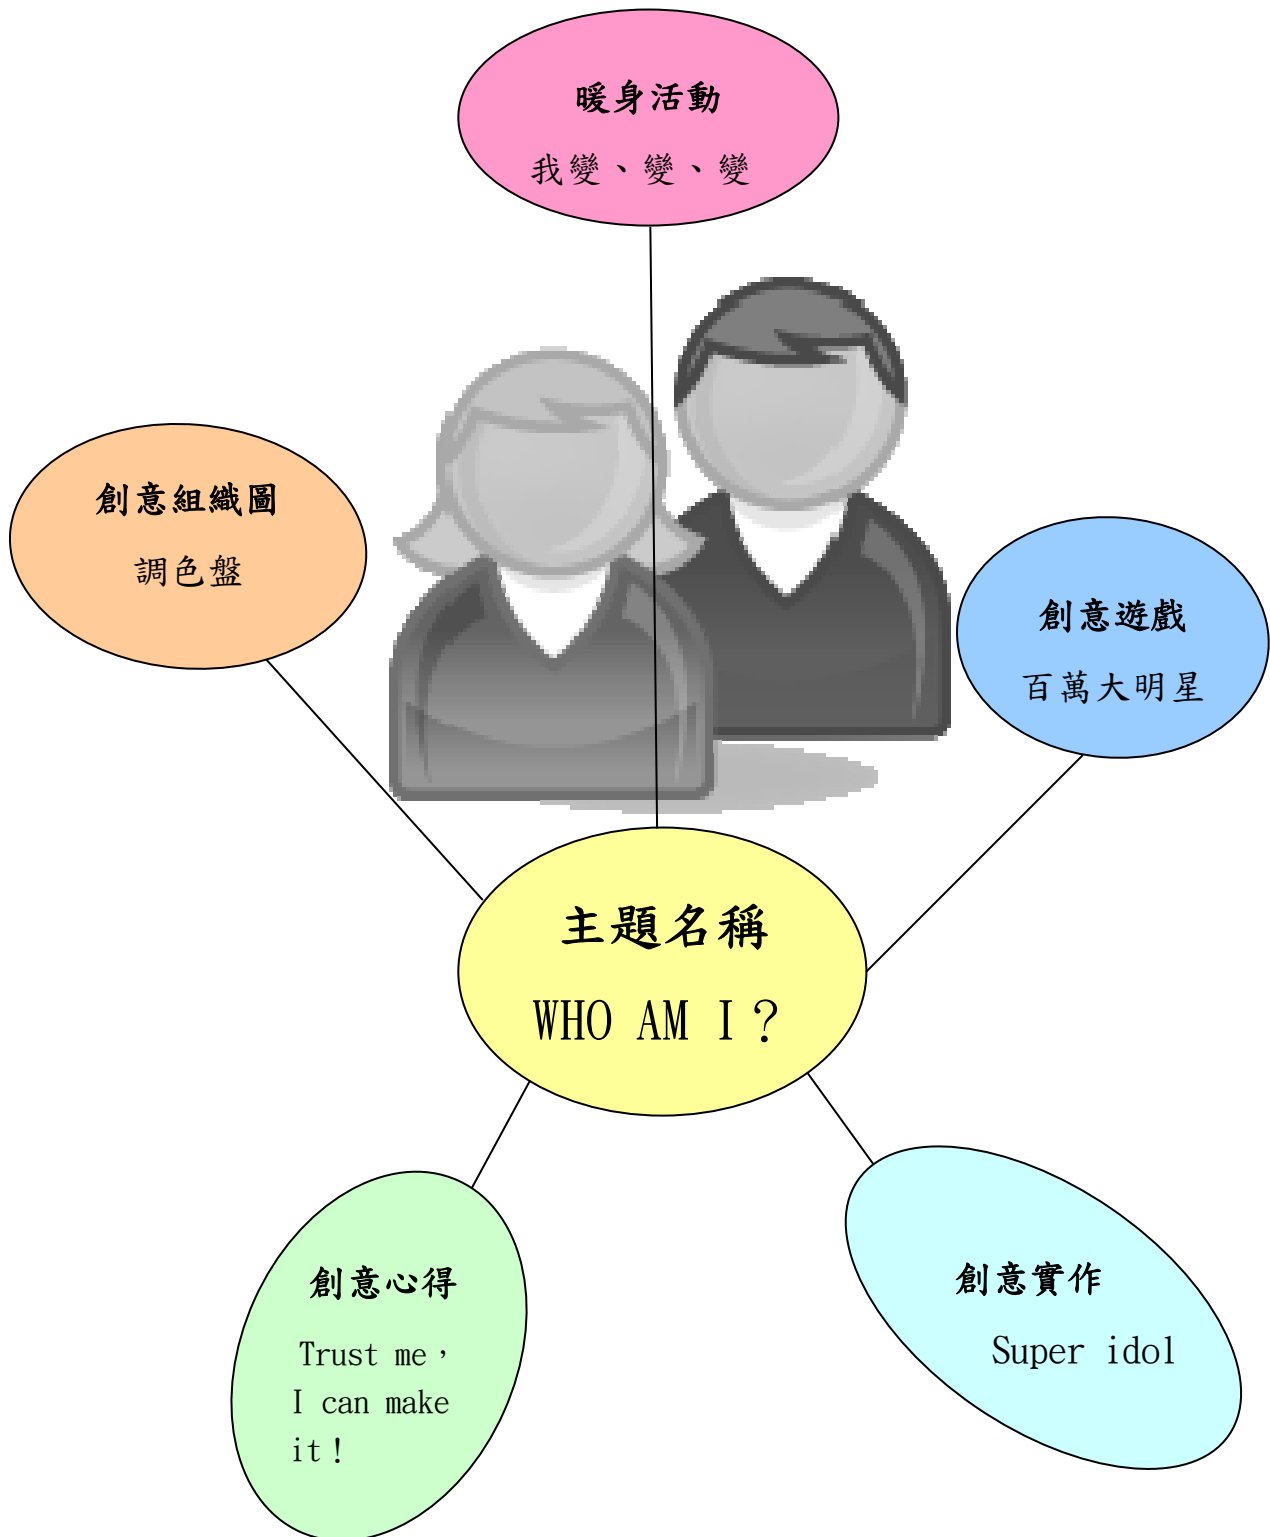 暖身活動
我變、變、變
創意組織圖
調色盤
創意遊戲
百萬大明星
主題名稱
WHO AM I？
創意心得
Trust me，
I can make
it！
創意實作
Super idol